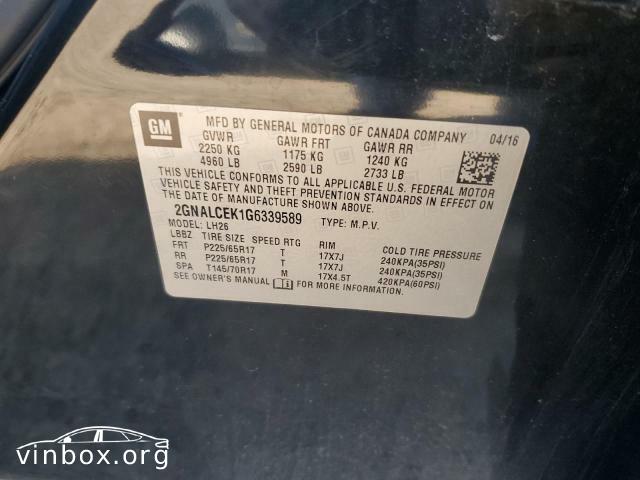 GM
MFD BY GENERAL MOTORS OF CANADA COMPANY 04/16
GVWR GAWR FRT GAWR RR
2250 KG 1175 KG 1240 KG
4960 LB 2590 LB 2733 LB
THIS VEHICLE CONFORMS TO ALL APPLICABLE U.S. FEDERAL MOTOR
VEHICLE SAFETY AND THEFT PREVENTION STANDARDS IN EFFECT ON
THE DATE OF MANUFACTURE SHOWN ABOVE.
2GNALCEK1G6339589 TYPE: M.P.V.
MODEL: LH26
LBBZ TIRE SIZE SPEED RTG RIM COLD TIRE PRESSURE
FRT P225/65R17 T 17X7J 240KPA(35PSI)
RR P225/65R17 T 17X7J 240KPA(35PSI)
SPA T145/70R17 M 17X4.5T 420KPA(60PSI)
SEE OWNER'S MANUAL FOR MORE INFORMATION.
vinbox.org